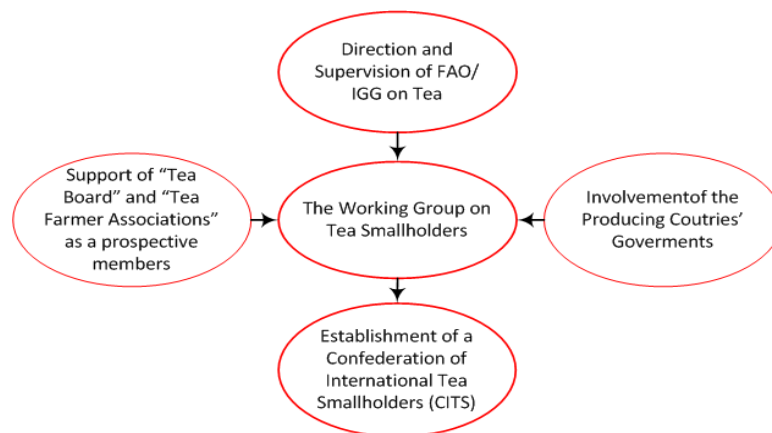 Direction and
Supervision of FAO/
IGG on Tea
Support of “Tea
Board” and “Tea
Farmer Associations”
as a prospective
members
The Working Group on
Tea Smallholders
Involvementof the
Producing Coutries’
Goverments
Establishment of a
Confederation of
International Tea
Smallholders (CITS)